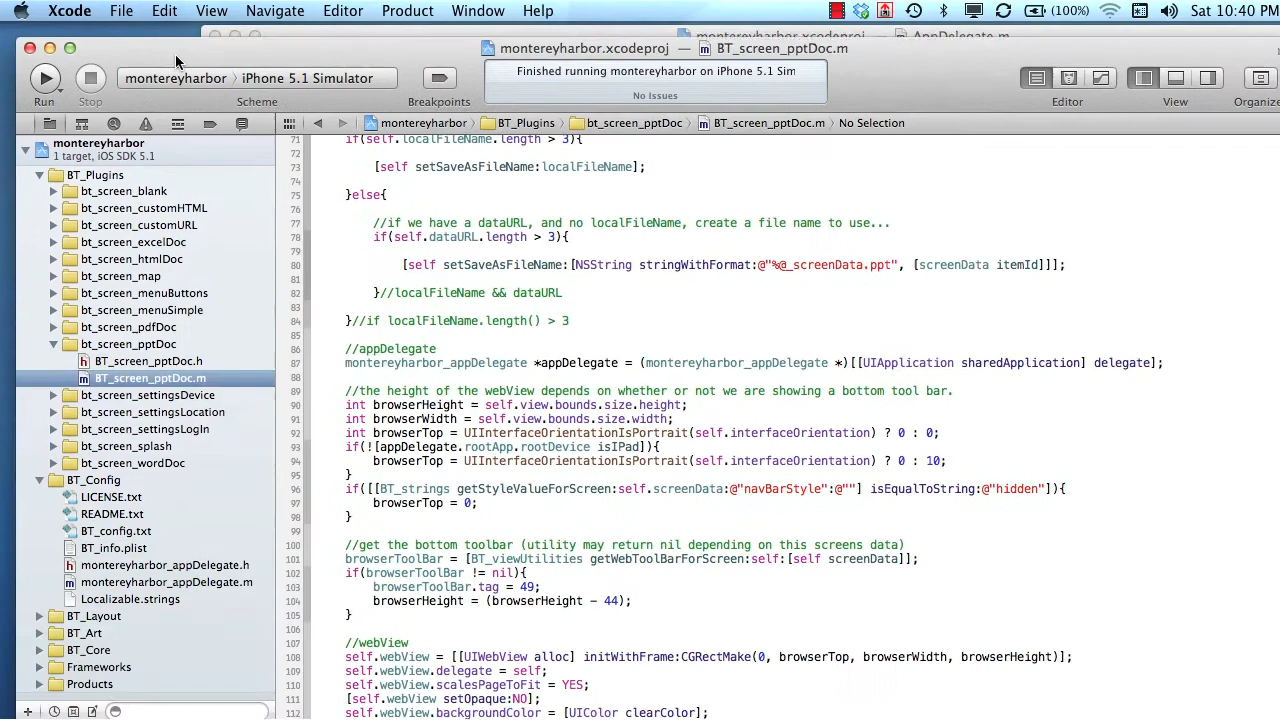 Xcode File Edit View Navigate Editor Product Window Help (100%) Sat 10:40 PM
montereyharbor.xcodeproj — BT_screen_pptDoc.m
montereyharbor 〉 iPhone 5.1 Simulator
Finished running montereyharbor on iPhone 5.1 Sim
No Issues
Run Stop Scheme Breakpoints Editor View Organiz
montereyharbor BT_Plugins bt_screen_pptDoc BT_screen_pptDoc.m No Selection
montereyharbor
1 target, iOS SDK 5.1
BT_Plugins
bt_screen_blank
bt_screen_customHTML
bt_screen_customURL
bt_screen_excelDoc
bt_screen_htmlDoc
bt_screen_map
bt_screen_menuButtons
bt_screen_menuSimple
bt_screen_pdfDoc
bt_screen_pptDoc
BT_screen_pptDoc.h
BT_screen_pptDoc.m
bt_screen_settingsDevice
bt_screen_settingsLocation
bt_screen_settingsLogIn
bt_screen_splash
bt_screen_wordDoc
BT_Config
LICENSE.txt
README.txt
BT_config.txt
BT_info.plist
montereyharbor_appDelegate.h
montereyharbor_appDelegate.m
Localizable.strings
BT_Layout
BT_Art
BT_Core
Frameworks
Products
71 if(self.localFileName.length > 3){
72
73 [self setSaveAsFileName:localFileName];
74
75 }else{
76
77 //if we have a dataURL, and no localFileName, create a file name to use...
78 if(self.dataURL.length > 3){
79
80 [self setSaveAsFileName:[NSString stringWithFormat:@"%@_screenData.ppt", [screenData itemId]]];
81
82 }//localFileName && dataURL
83
84 }//if localFileName.length() > 3
85
86 //appDelegate
87 montereyharbor_appDelegate *appDelegate = (montereyharbor_appDelegate *)[[UIApplication sharedApplication] delegate];
88
89 //the height of the webView depends on whether or not we are showing a bottom tool bar.
90 int browserHeight = self.view.bounds.size.height;
91 int browserWidth = self.view.bounds.size.width;
92 int browserTop = UIInterfaceOrientationIsPortrait(self.interfaceOrientation) ? 0 : 0;
93 if(![appDelegate.rootApp.rootDevice isIPad]){
94 browserTop = UIInterfaceOrientationIsPortrait(self.interfaceOrientation) ? 0 : 10;
95 }
96 if([[BT_strings getStyleValueForScreen:self.screenData:@"navBarStyle":@""] isEqualToString:@"hidden"]){
97 browserTop = 0;
98 }
99
100 //get the bottom toolbar (utility may return nil depending on this screens data)
101 browserToolBar = [BT_viewUtilities getWebToolBarForScreen:self:[self screenData]];
102 if(browserToolBar != nil){
103 browserToolBar.tag = 49;
104 browserHeight = (browserHeight - 44);
105 }
106
107 //webView
108 self.webView = [[UIWebView alloc] initWithFrame:CGRectMake(0, browserTop, browserWidth, browserHeight)];
109 self.webView.delegate = self;
110 self.webView.scalesPageToFit = YES;
111 [self.webView setOpaque:NO];
112 self.webView.backgroundColor = [UIColor clearColor];